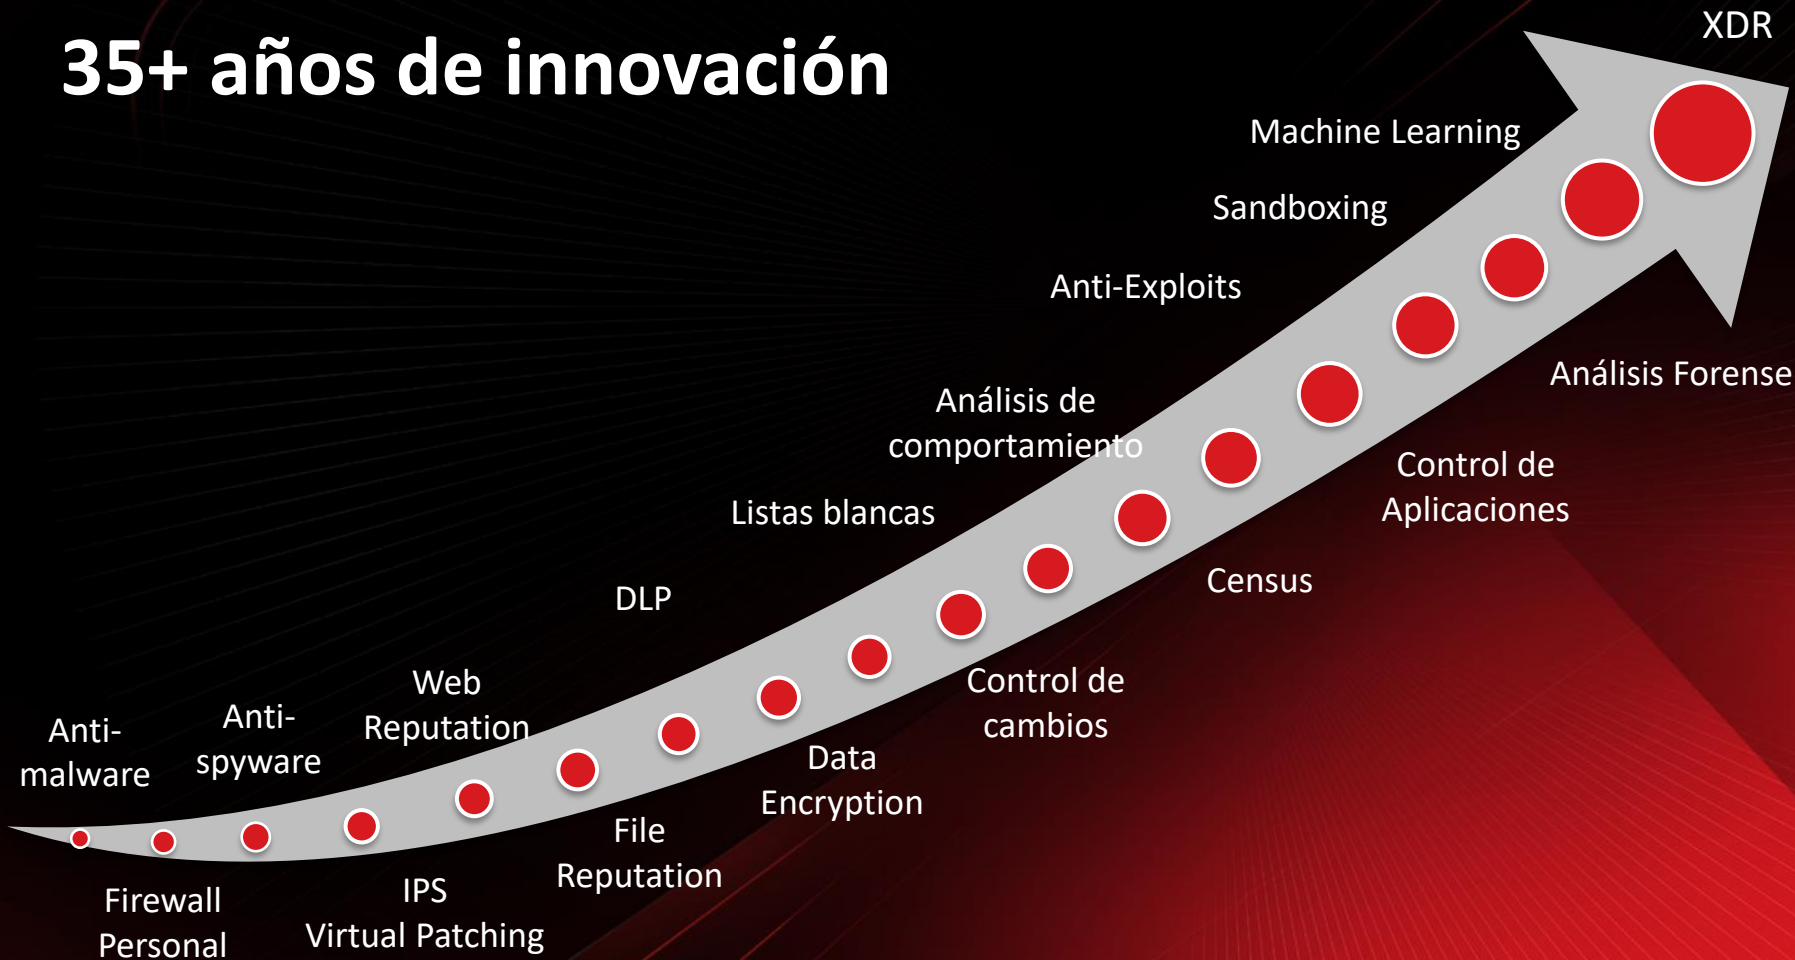 35+ años de innovación
XDR
Machine Learning
Sandboxing
Anti-Exploits
Análisis Forense
Análisis de
comportamiento
Control de
Aplicaciones
Listas blancas
Census
DLP
Control de
cambios
Web
Reputation
Anti-
spyware
Anti-
malware
Data
Encryption
File
Reputation
IPS
Virtual Patching
Firewall
Personal